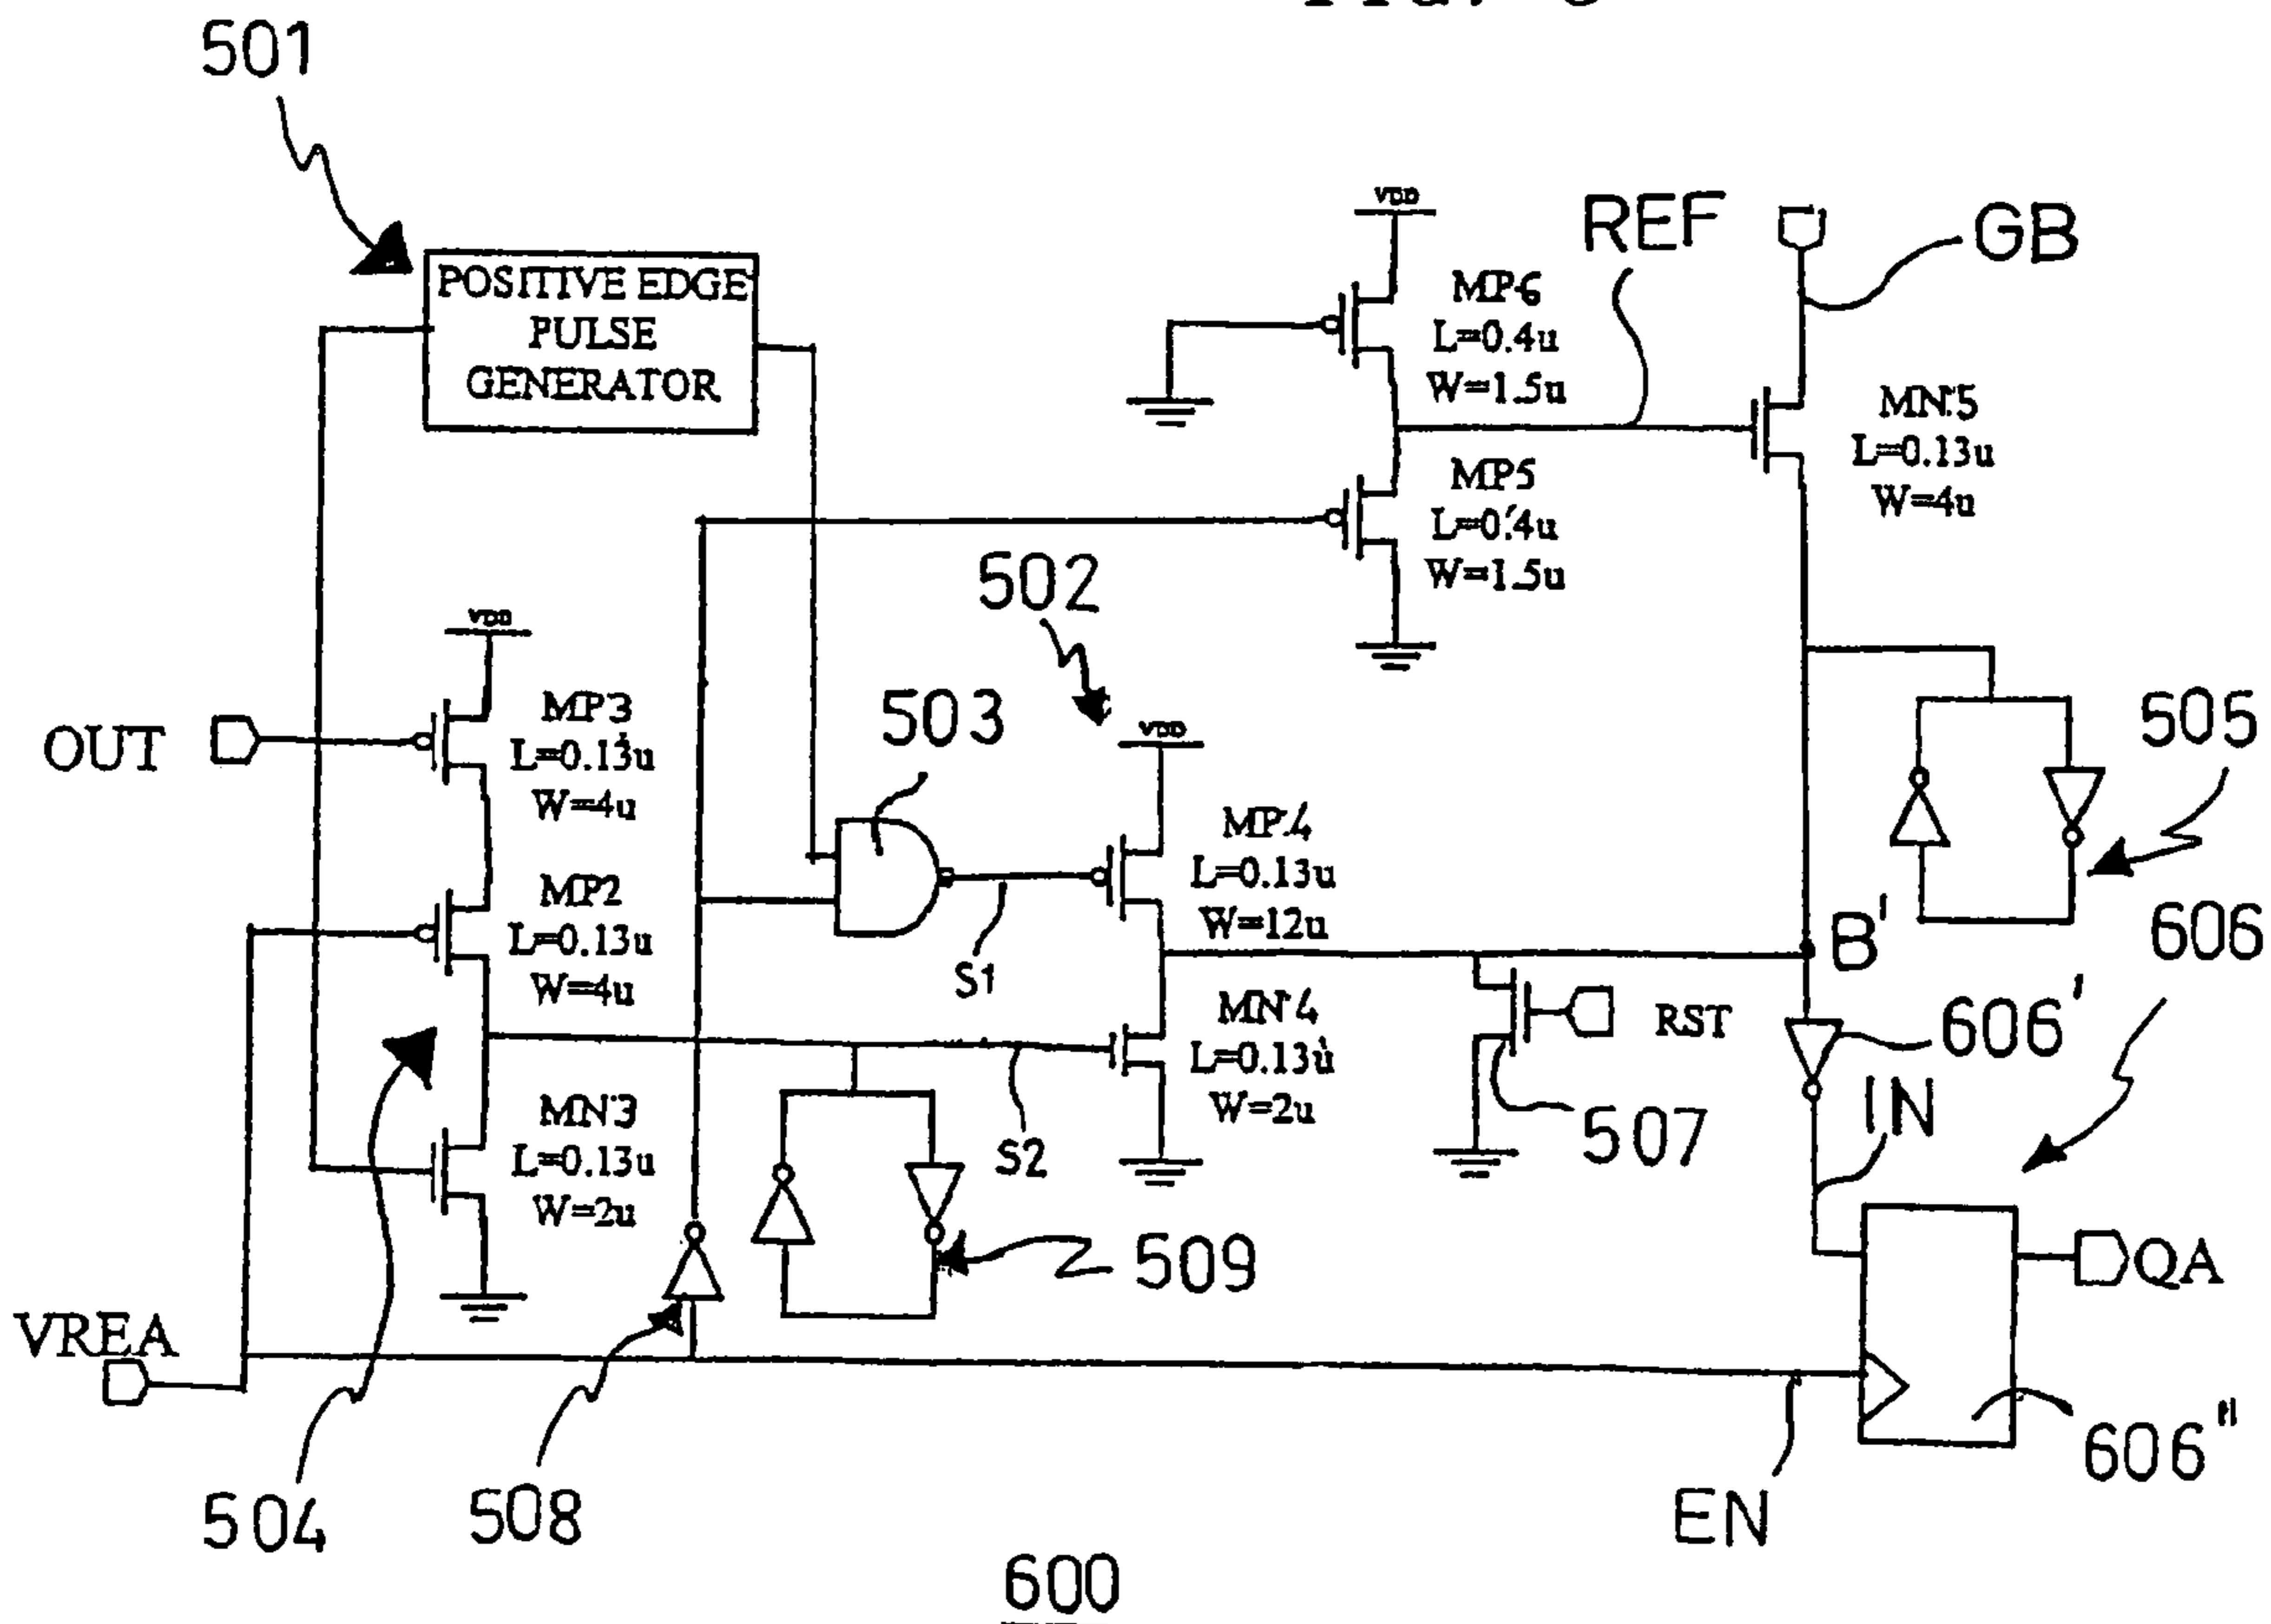 501
POSITIVE EDGE
PULSE
GENERATOR
VDD
REF
GB
MP6
L=0.4u
W=1.5u
MN5
L=0.13u
W=4u
MP5
L=0.4u
W=1.5u
502
VDD
503
VDD
OUT
MP3
L=0.13u
W=4u
505
MP4
L=0.13u
W=12u
MP2
L=0.13u
W=4u
S1
B'
606
MN4
L=0.13u
W=2u
RST
606'
IN
MN3
L=0.13u
W=2u
S2
507
509
QA
VREA
606"
504
508
EN
600